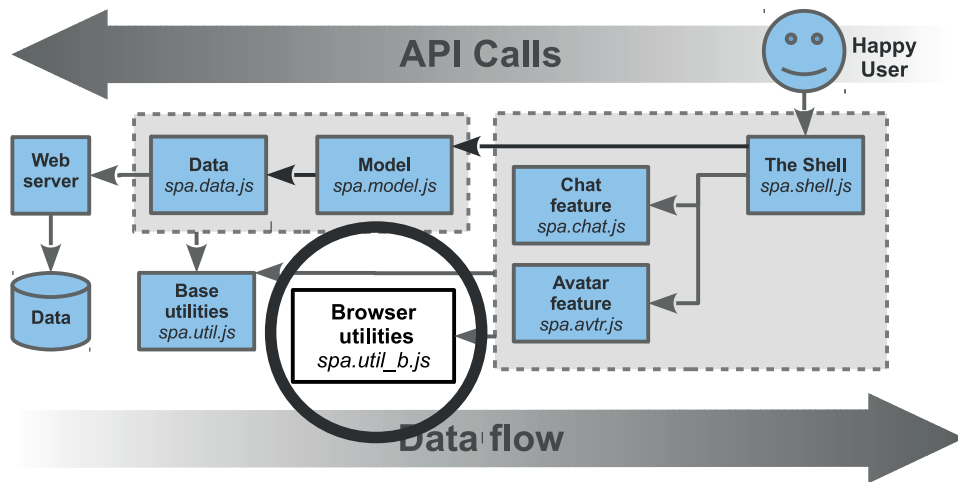 API Calls
Happy
User
Web
server
Data
spa.data.js
Model
spa.model.js
The Shell
spa.shell.js
Chat
feature
spa.chat.js
Data
Base
utilities
spa.util.js
Browser
utilities
spa.util_b.js
Avatar
feature
spa.avtr.js
Data flow